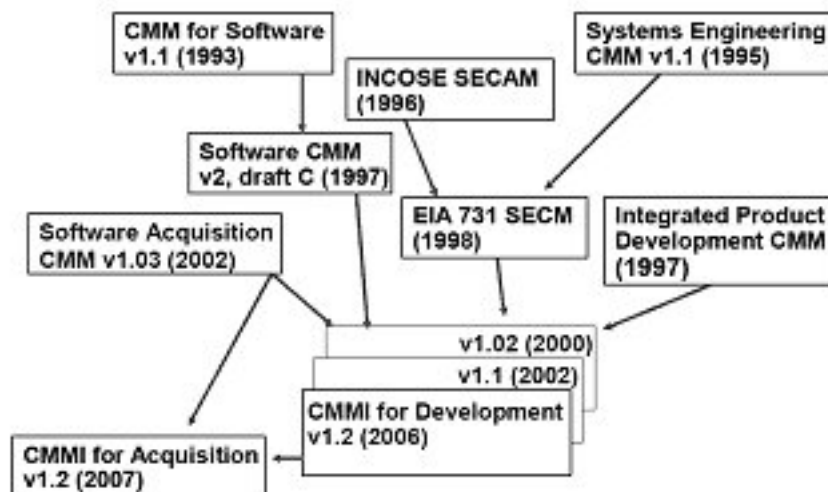 CMM for Software
v1.1 (1993)
Systems Engineering
CMM v1.1 (1995)
INCOSE SECAM
(1996)
Software CMM
v2, draft C (1997)
EIA 731 SECM
(1998)
Integrated Product
Development CMM
(1997)
Software Acquisition
CMM v1.03 (2002)
v1.02 (2000)
v1.1 (2002)
CMMI for Development
v1.2 (2006)
CMMI for Acquisition
v1.2 (2007)